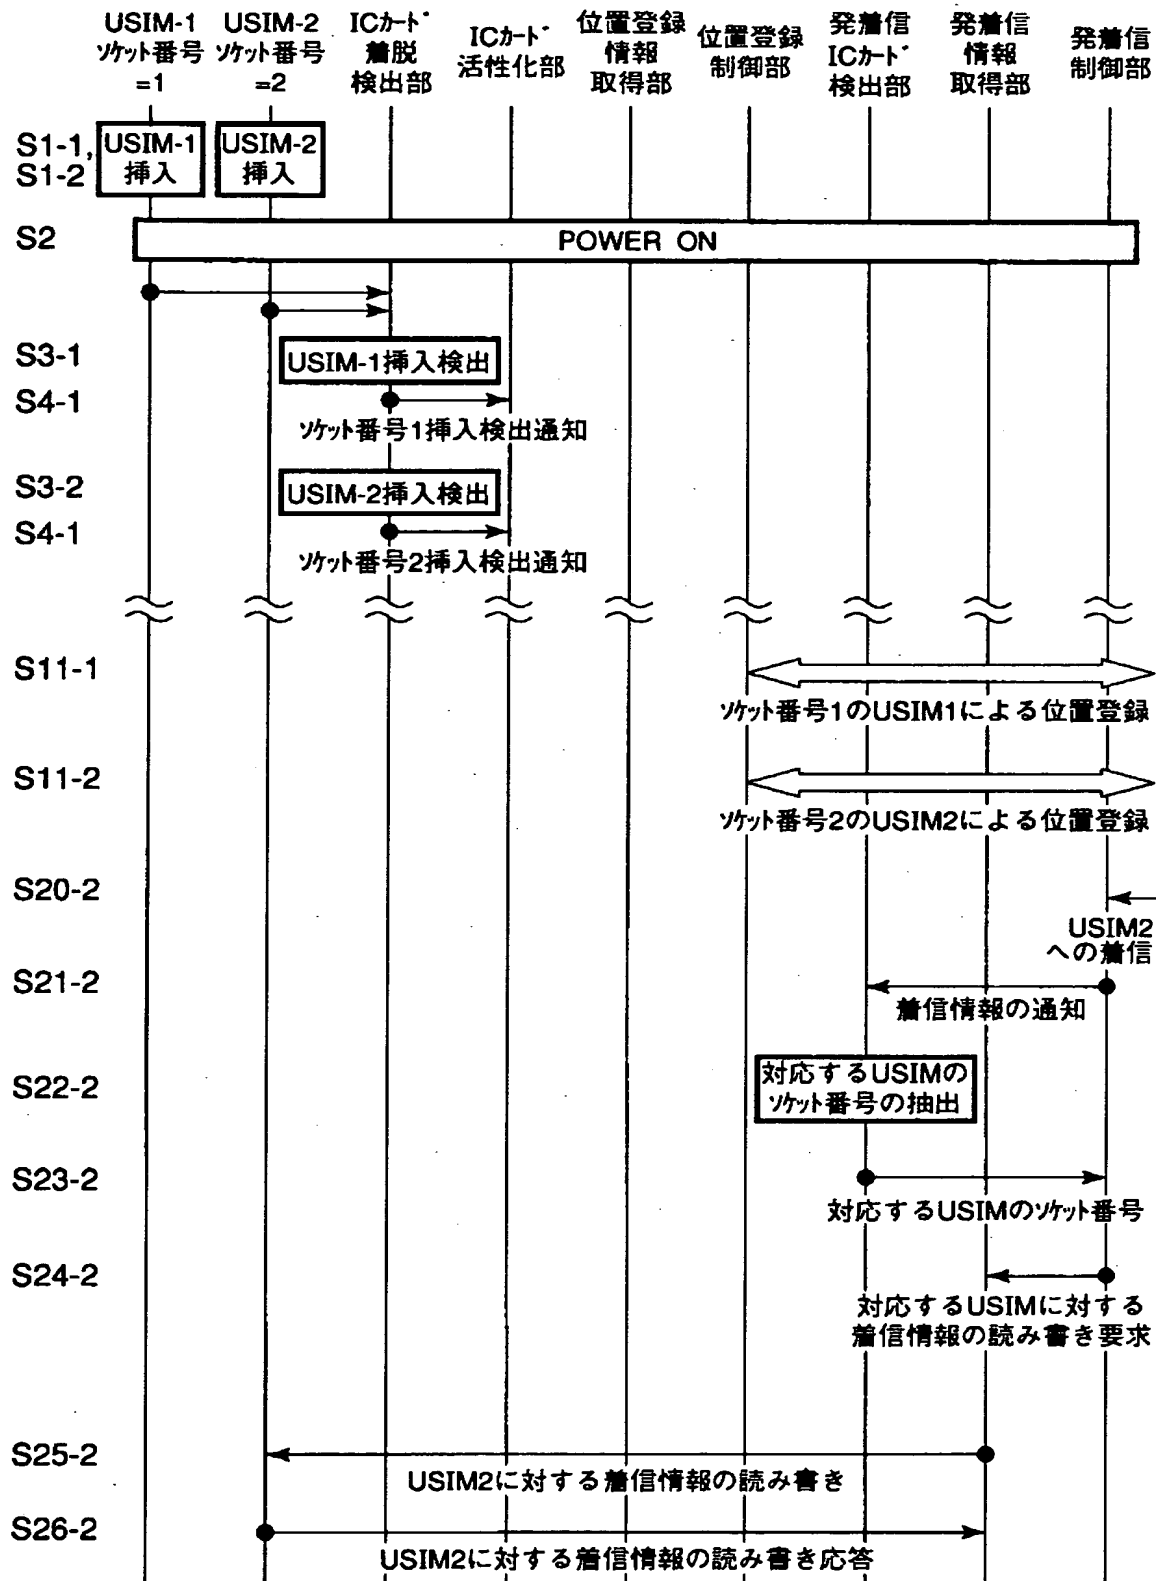 USIM-1
ソケット番号
=1
USIM-2
ソケット番号
=2
ICカード
着脱
検出部
ICカード
活性化部
位置登録
情報
取得部
位置登録
制御部
発着信
ICカード
検出部
発着信
情報
取得部
発着信
制御部
S1-1,
S1-2
USIM-1
挿入
USIM-2
挿入
S2
POWER ON
S3-1
USIM-1挿入検出
S4-1
ソケット番号1挿入検出通知
S3-2
USIM-2挿入検出
S4-1
ソケット番号2挿入検出通知
S11-1
ソケット番号1のUSIM1による位置登録
S11-2
ソケット番号2のUSIM2による位置登録
S20-2
USIM2
への着信
S21-2
着信情報の通知
S22-2
対応するUSIMの
ソケット番号の抽出
S23-2
対応するUSIMのソケット番号
S24-2
対応するUSIMに対する
着信情報の読み書き要求
S25-2
USIM2に対する着信情報の読み書き
S26-2
USIM2に対する着信情報の読み書き応答